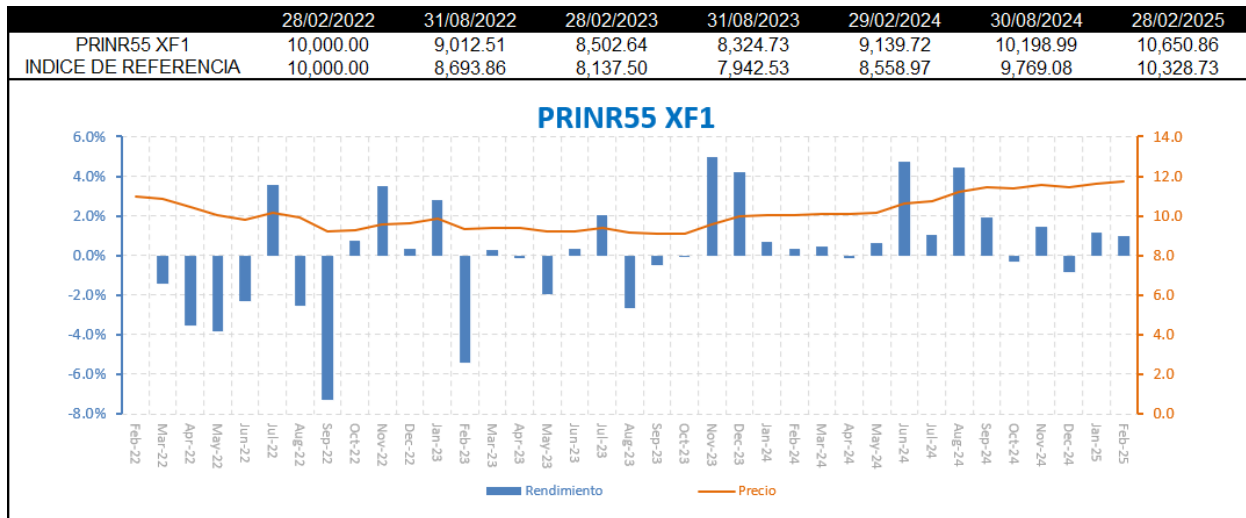 28/02/2022 31/08/2022 28/02/2023 31/08/2023 29/02/2024 30/08/2024 28/02/2025
PRINR55 XF1 10,000.00 9,012.51 8,502.64 8,324.73 9,139.72 10,198.99 10,650.86
INDICE DE REFERENCIA 10,000.00 8,693.86 8,137.50 7,942.53 8,558.97 9,769.08 10,328.73
PRINR55 XF1
6.0% 14.0
4.0% 12.0
2.0% 10.0
0.0% 8.0
-2.0% 6.0
-4.0% 4.0
-6.0% 2.0
-8.0% 0.0
Feb-22 Mar-22 Apr-22 May-22 Jun-22 Jul-22 Aug-22 Sep-22 Oct-22 Nov-22 Dec-22 Jan-23 Feb-23 Mar-23 Apr-23 May-23 Jun-23 Jul-23 Aug-23 Sep-23 Oct-23 Nov-23 Dec-23 Jan-24 Feb-24 Mar-24 Apr-24 May-24 Jun-24 Jul-24 Aug-24 Sep-24 Oct-24 Nov-24 Dec-24 Jan-25 Feb-25
Rendimiento Precio